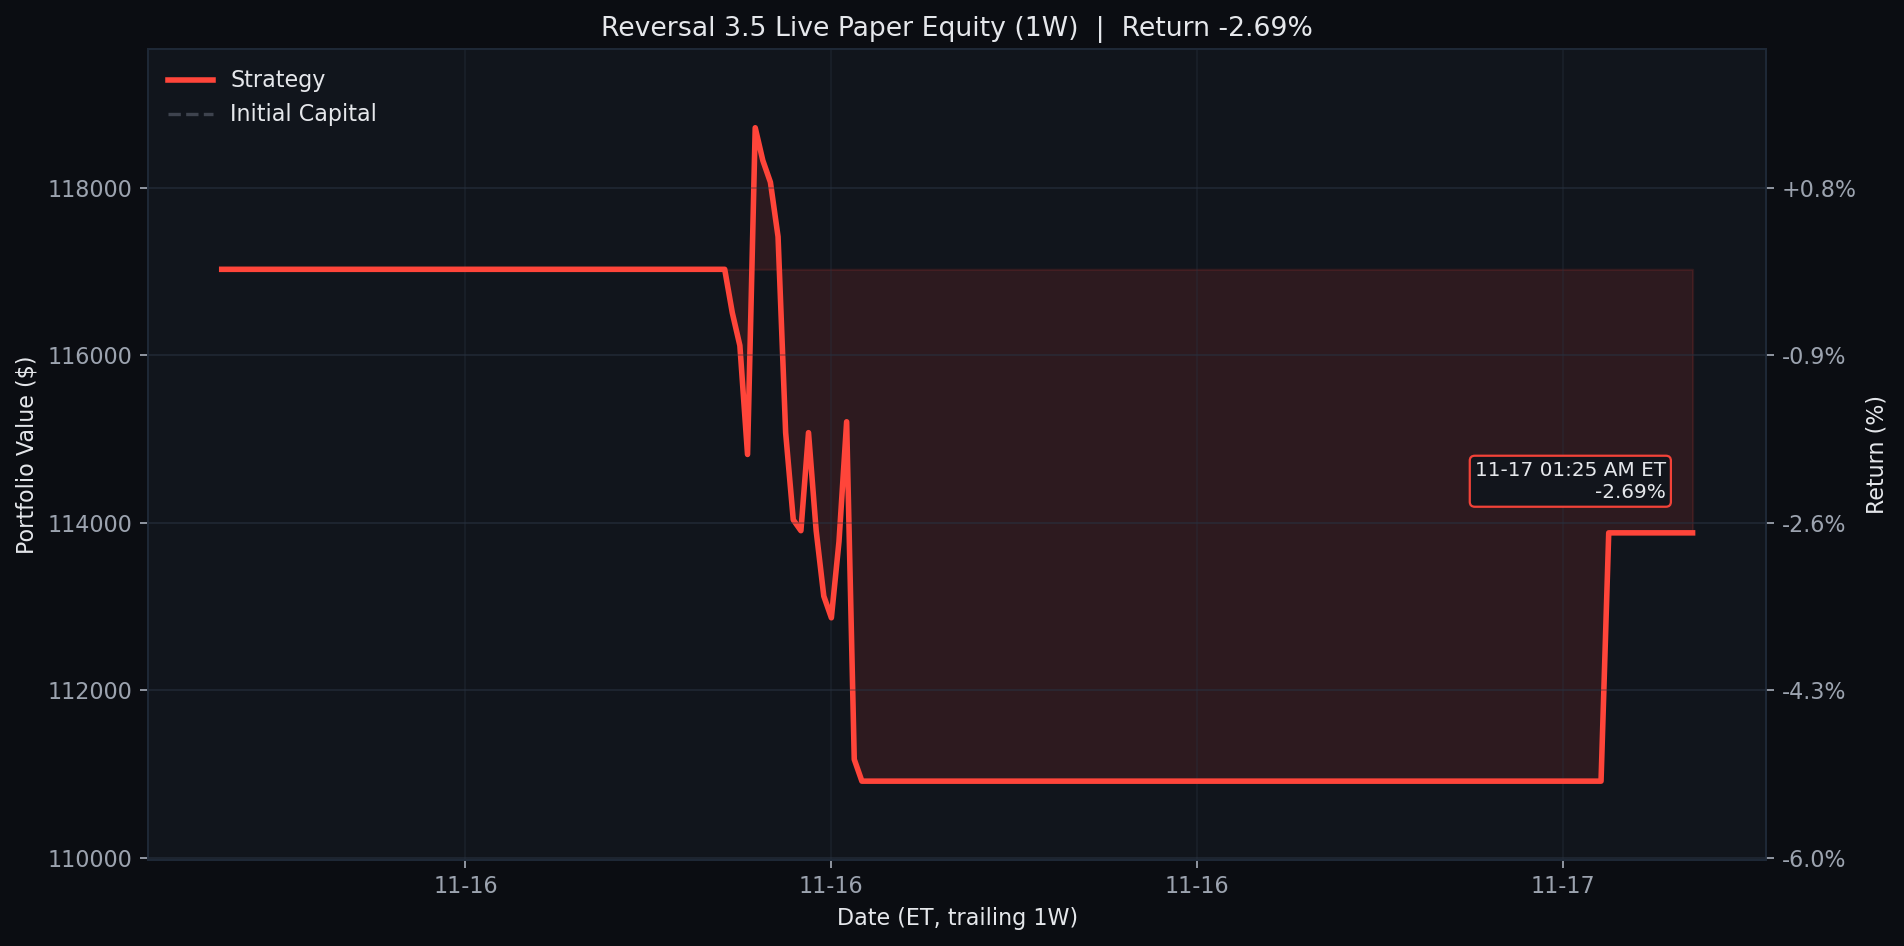 Reversal 3.5 Live Paper Equity (1W)  |  Return -2.69%
Strategy
Initial Capital
118000
116000
114000
112000
110000
Portfolio Value ($)
+0.8%
-0.9%
-2.6%
-4.3%
-6.0%
Return (%)
11-17 01:25 AM ET
-2.69%
11-16
11-16
11-16
11-17
Date (ET, trailing 1W)